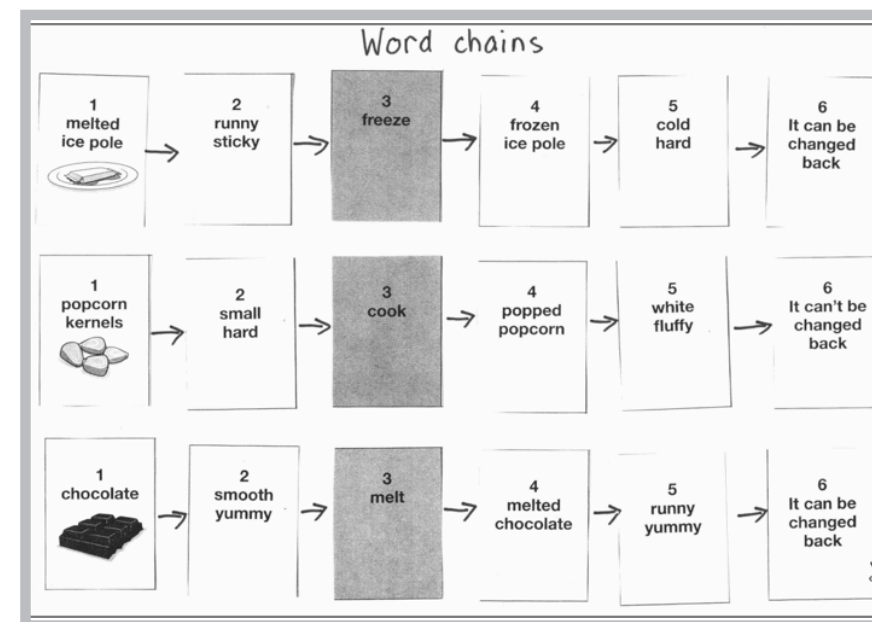 Word chains
1
melted
ice pole
2
runny
sticky
3
freeze
4
frozen
ice pole
5
cold
hard
6
It can be
changed
back
1
popcorn
kernels
2
small
hard
3
cook
4
popped
popcorn
5
white
fluffy
6
It can't be
changed
back
1
chocolate
2
smooth
yummy
3
melt
4
melted
chocolate
5
runny
yummy
6
It can be
changed
back